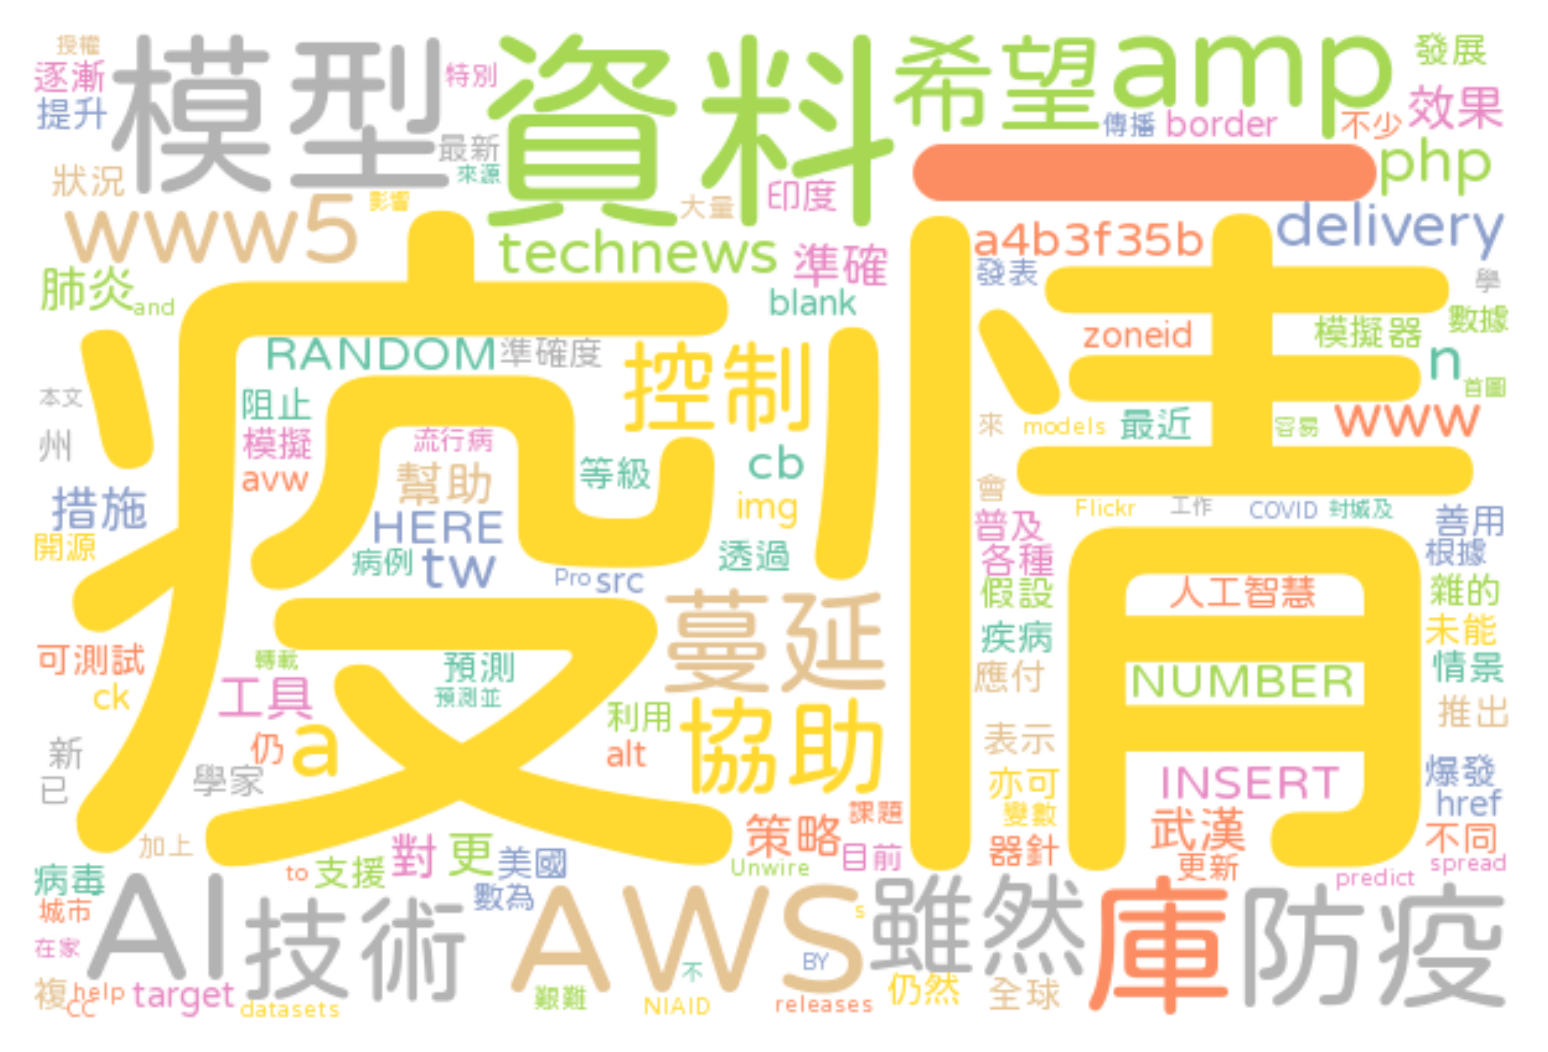 授權
逐漸
提升
模型
特別
最新
來源
資料
希望
amp
發展
傳播
border
不少
效果
一
php
狀況
www5
影響
大量
印度
technews
準確
a4b3f35b
delivery
發表
學
肺炎
and
blank
疫情
zoneid
模擬器
數據
RANDOM
準確度
控制
n
首圖
本文
州
阻止
模擬
avw
流行病
幫助
等級
cb
img
來
models
最近
容易
www
會
措施
開源
HERE
病例
tw
Pro
src
透過
Flickr
工作
COVID
封城及
善用
普及
各種
根據
假設
人工智慧
雜的
蔓延
疾病
未能
可測試
ck
轉載
工具
預測
預測並
應付
NUMBER
情景
利用
alt
協助
表示
推出
新
已
仍
a
學家
亦可
變數
INSERT
爆發
href
加上
對
更
美國
策略
課題
目前
器針
武漢
更新
不同
spread
predict
病毒
城市
在家
to
支援
數為
Unwire
AI
技術
AWS
s
BY
不
雖然
庫
防疫
複
help
CC
target
datasets
艱難
NIAID
releases
仍然
全球